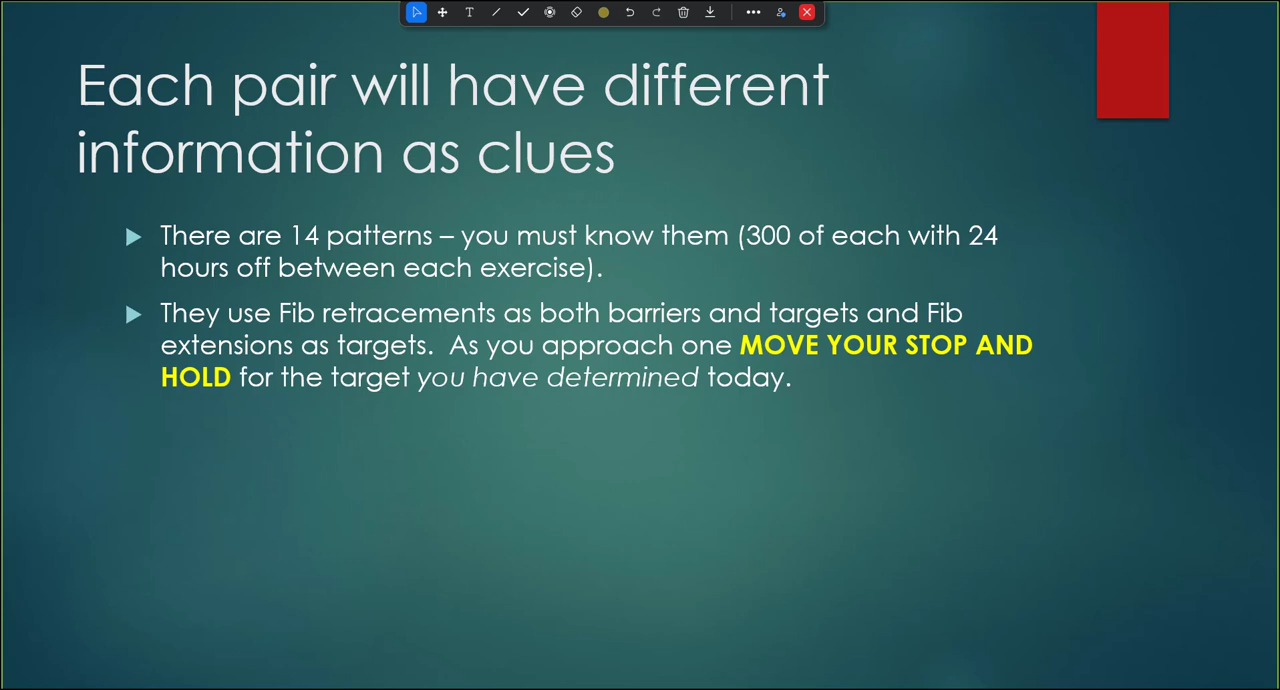 Each pair will have different
information as clues
There are 14 patterns – you must know them (300 of each with 24
hours off between each exercise).
They use Fib retracements as both barriers and targets and Fib
extensions as targets.  As you approach one MOVE YOUR STOP AND
HOLD for the target you have determined today.